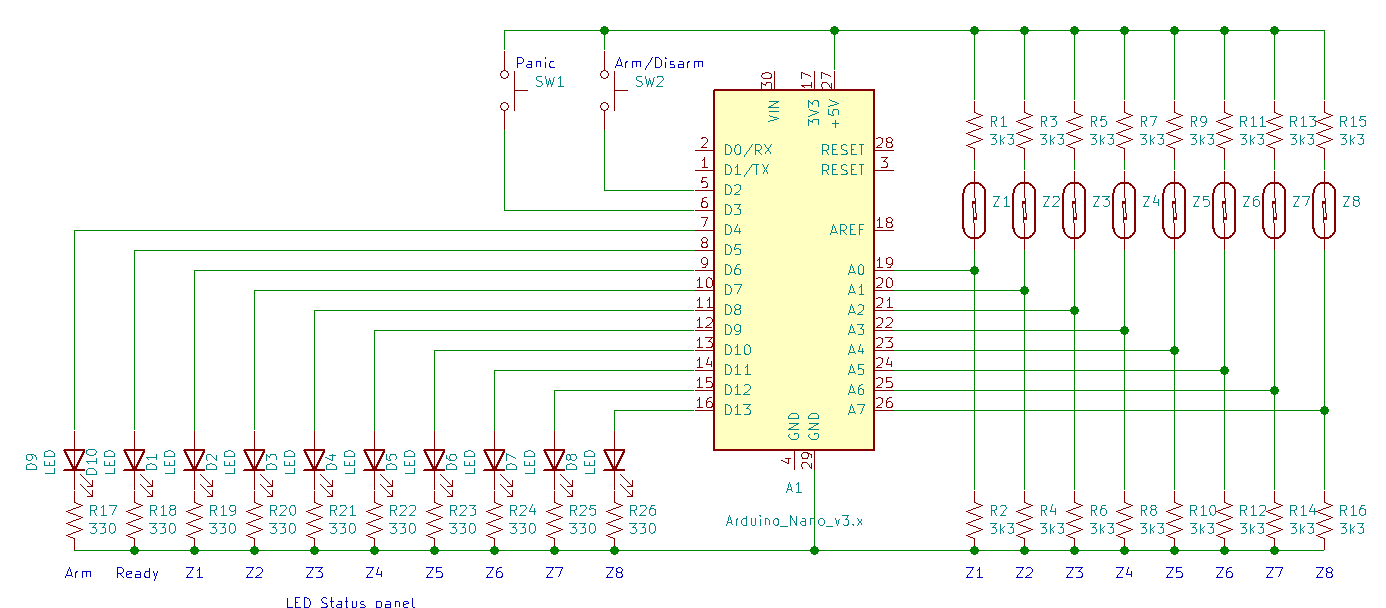 Panic
SW1
Arm/Disarm
SW2
30
17
27
VIN
3V3
+5V
R1
3k3
R3
3k3
R5
3k3
R7
3k3
R9
3k3
R11
3k3
R13
3k3
R15
3k3
2 D0/RX RESET 28
1 D1/TX RESET 3
5 D2
6 D3
7 D4 AREF 18
8 D5
9 D6 A0 19
10 D7 A1 20
11 D8 A2 21
12 D9 A3 22
13 D10 A4 23
14 D11 A5 24
15 D12 A6 25
16 D13 A7 26
Z1 Z2 Z3 Z4 Z5 Z6 Z7 Z8
GND
GND
4
29
A1
Arduino_Nano_v3.x
D9
LED
D10
LED
D1
LED
D2
LED
D3
LED
D4
LED
D5
LED
D6
LED
D7
LED
D8
LED
R17
330
R18
330
R19
330
R20
330
R21
330
R22
330
R23
330
R24
330
R25
330
R26
330
R2
3k3
R4
3k3
R6
3k3
R8
3k3
R10
3k3
R12
3k3
R14
3k3
R16
3k3
Arm Ready Z1 Z2 Z3 Z4 Z5 Z6 Z7 Z8
Z1 Z2 Z3 Z4 Z5 Z6 Z7 Z8
LED Status panel